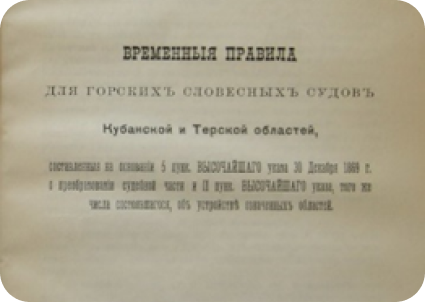 ВРЕМЕННЫЯ ПРАВИЛА
ДЛЯ ГОРСКИХЪ СЛОВЕСНЫХЪ СУДОВЪ
Кубанской и Терской областей,
составленныя на основаніи 5 пунк. ВЫСОЧАЙШАГО указа 30 Декабря 1869 г.
о преобразованіи судебной части и II пунк. ВЫСОЧАЙШАГО указа, того же
числа состоявшагося, объ устройствѣ означенныхъ областей.